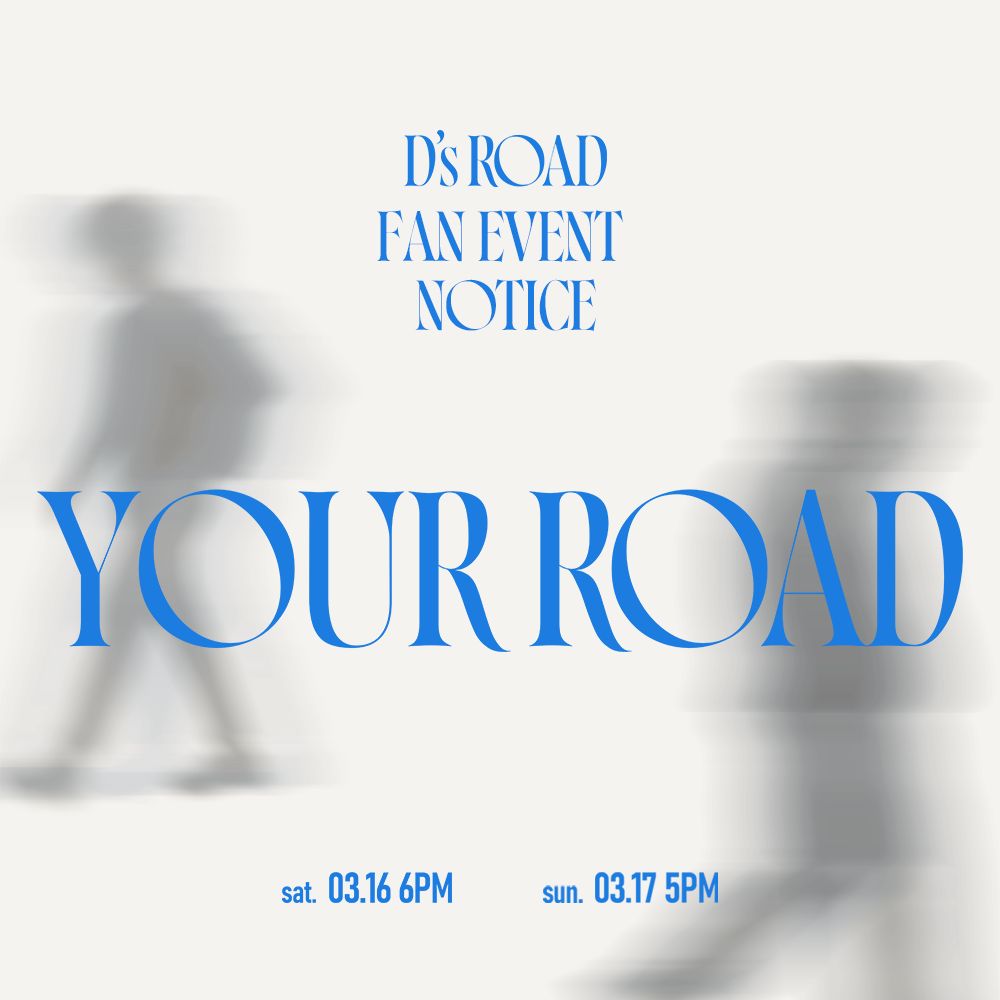 D's ROAD
FAN EVENT
NOTICE
YOUR ROAD
sat. 03.16 6PM
sun. 03.17 5PM